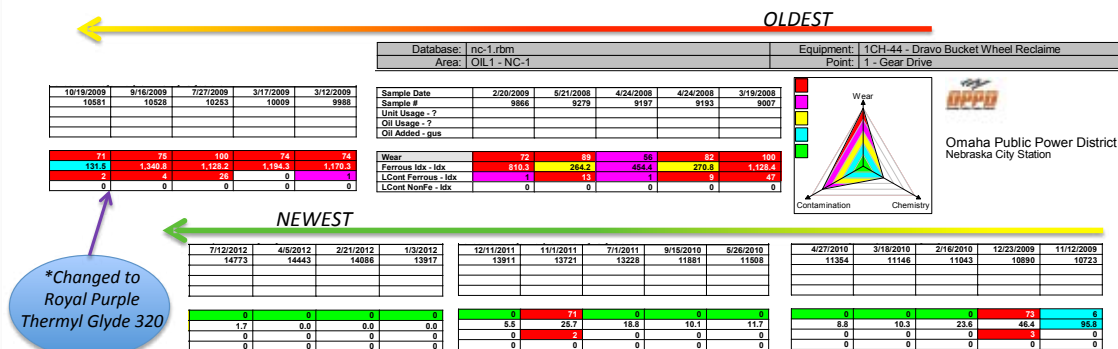 OLDEST
Database: nc-1.rbm Equipment: 1CH-44 - Dravo Bucket Wheel Reclaime
Area: OIL1 - NC-1 Point: 1 - Gear Drive
10/19/2009 9/16/2009 7/27/2009 3/17/2009 3/12/2009
10581 10528 10253 10009 9988
71 75 100 74 74
131.5 1,340.8 1,128.2 1,194.3 1,170.3
2 4 26 0 1
0 0 0 0 0
Sample Date 2/20/2009 5/21/2008 4/24/2008 4/24/2008 3/19/2008
Sample # 9866 9279 9197 9193 9007
Unit Usage - ?
Oil Usage - ?
Oil Added - gus
Wear 72 89 56 82 100
Ferrous Idx - Idx 810.3 264.2 454.4 270.8 1,128.4
LCont Ferrous - Idx 1 13 1 9 47
LCont NonFe - Idx 0 0 0 0 0
Wear
Contamination Chemistry
OPPD
Omaha Public Power District
Nebraska City Station
NEWEST
*Changed to
Royal Purple
Thermyl Glyde 320
7/12/2012 4/5/2012 2/21/2012 1/3/2012
14773 14443 14086 13917
0 0 0 0
1.7 0.0 0.0 0.0
0 0 0 0
0 0 0 0
12/11/2011 11/1/2011 7/1/2011 9/15/2010 5/26/2010
13911 13721 13228 11881 11508
0 71 0 0 0
5.5 25.7 18.8 10.1 11.7
0 2 0 0 0
0 0 0 0 0
4/27/2010 3/18/2010 2/16/2010 12/23/2009 11/12/2009
11354 11146 11043 10890 10723
0 0 0 73 6
8.8 10.3 23.6 46.4 95.8
0 0 0 3 0
0 0 0 0 0